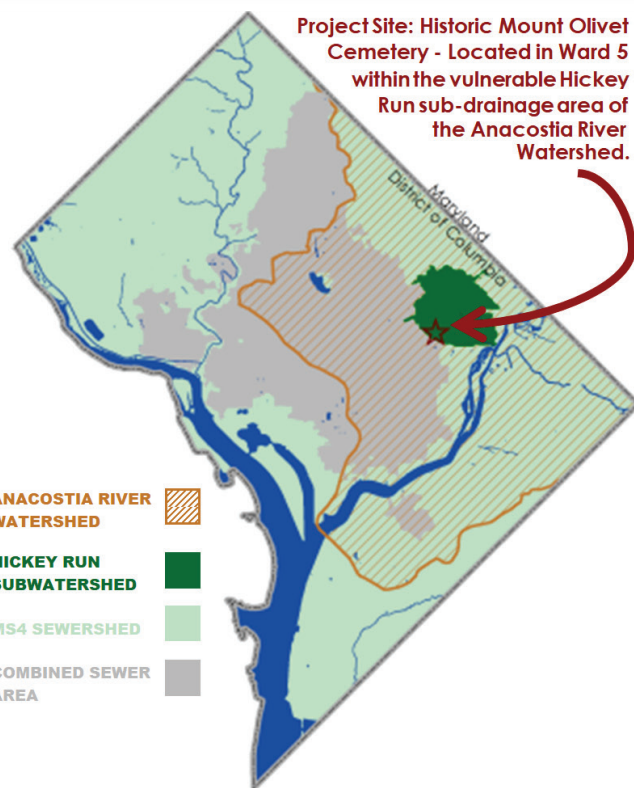 Project Site: Historic Mount Olivet
Cemetery - Located in Ward 5
within the vulnerable Hickey
Run sub-drainage area of
the Anacostia River
Watershed.
Maryland
District of Columbia
ANACOSTIA RIVER
WATERSHED
HICKEY RUN
SUBWATERSHED
MS4 SEWERSHED
COMBINED SEWER
AREA